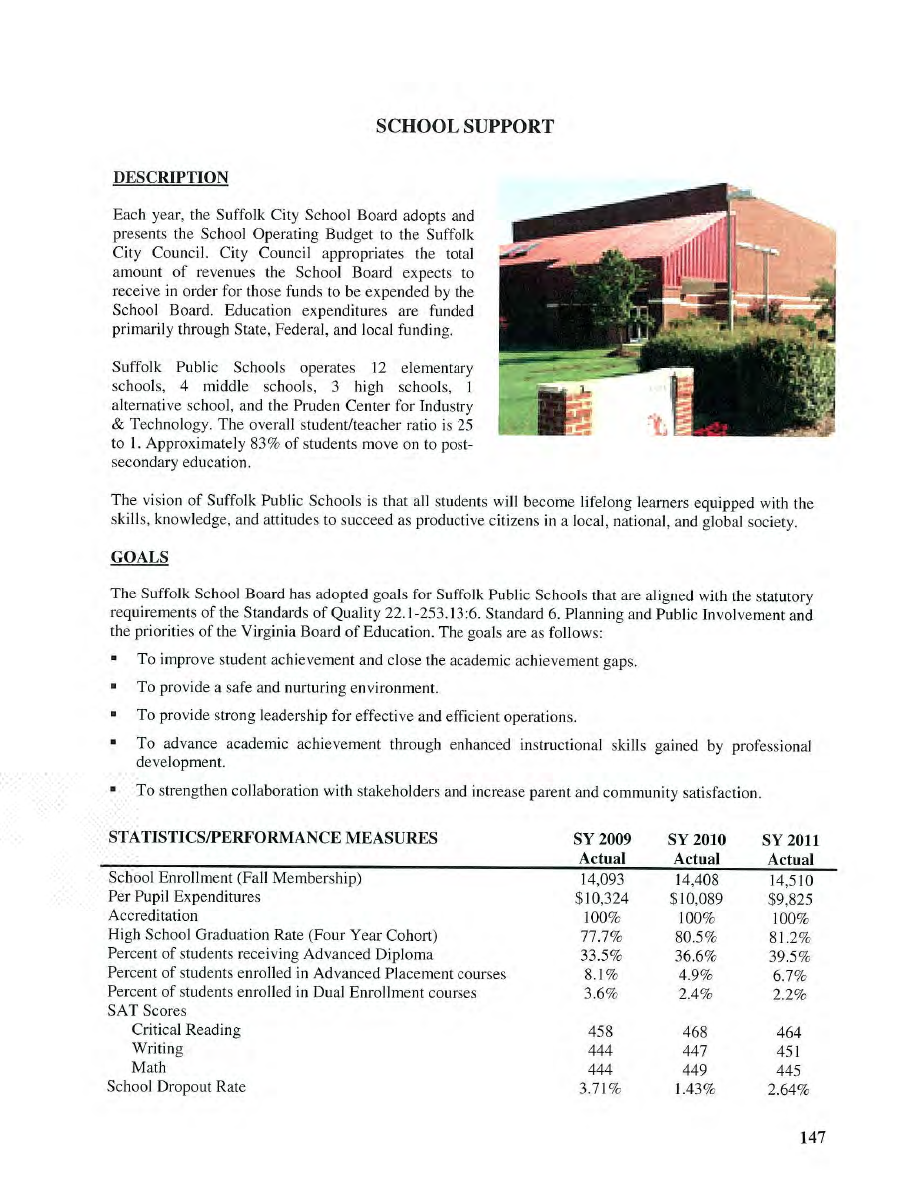 SCHOOL SUPPORT
DESCRIPTION
Each year, the Suffolk City School Board adopts and
presents the School Operating Budget to the Suffolk
City Council. City Council appropriates the total
amount of revenues the School Board expects to
receive in order for those funds to be expended by the
School Board. Education expenditures are funded
primarily through State, Federal, and local funding.
Suffolk Public Schools operates 12 elementary
schools, 4 middle schools, 3 high schools, 1
alternative school, and the Pruden Center for Industry
& Technology. The overall student/teacher ratio is 25
to 1. Approximately 83% of students move on to post-
secondary education.
The vision of Suffolk Public Schools is that all students will become lifelong learners equipped with the
skills, knowledge, and attitudes to succeed as productive citizens in a local, national, and global society.
GOALS
The Suffolk School Board has adopted goals for Suffolk Public Schools that are aligned with the statutory
requirements of the Standards of Quality 22.1-253.13:6. Standard 6. Planning and Public Involvement and
the priorities of the Virginia Board of Education. The goals are as follows:
▪ To improve student achievement and close the academic achievement gaps.
▪ To provide a safe and nurturing environment.
▪ To provide strong leadership for effective and efficient operations.
▪ To advance academic achievement through enhanced instructional skills gained by professional
development.
▪ To strengthen collaboration with stakeholders and increase parent and community satisfaction.
STATISTICS/PERFORMANCE MEASURES SY 2009 SY 2010 SY 2011
Actual Actual Actual
School Enrollment (Fall Membership) 14,093 14,408 14,510
Per Pupil Expenditures $10,324 $10,089 $9,825
Accreditation 100% 100% 100%
High School Graduation Rate (Four Year Cohort) 77.7% 80.5% 81.2%
Percent of students receiving Advanced Diploma 33.5% 36.6% 39.5%
Percent of students enrolled in Advanced Placement courses 8.1% 4.9% 6.7%
Percent of students enrolled in Dual Enrollment courses 3.6% 2.4% 2.2%
SAT Scores
Critical Reading 458 468 464
Writing 444 447 451
Math 444 449 445
School Dropout Rate 3.71% 1.43% 2.64%
147